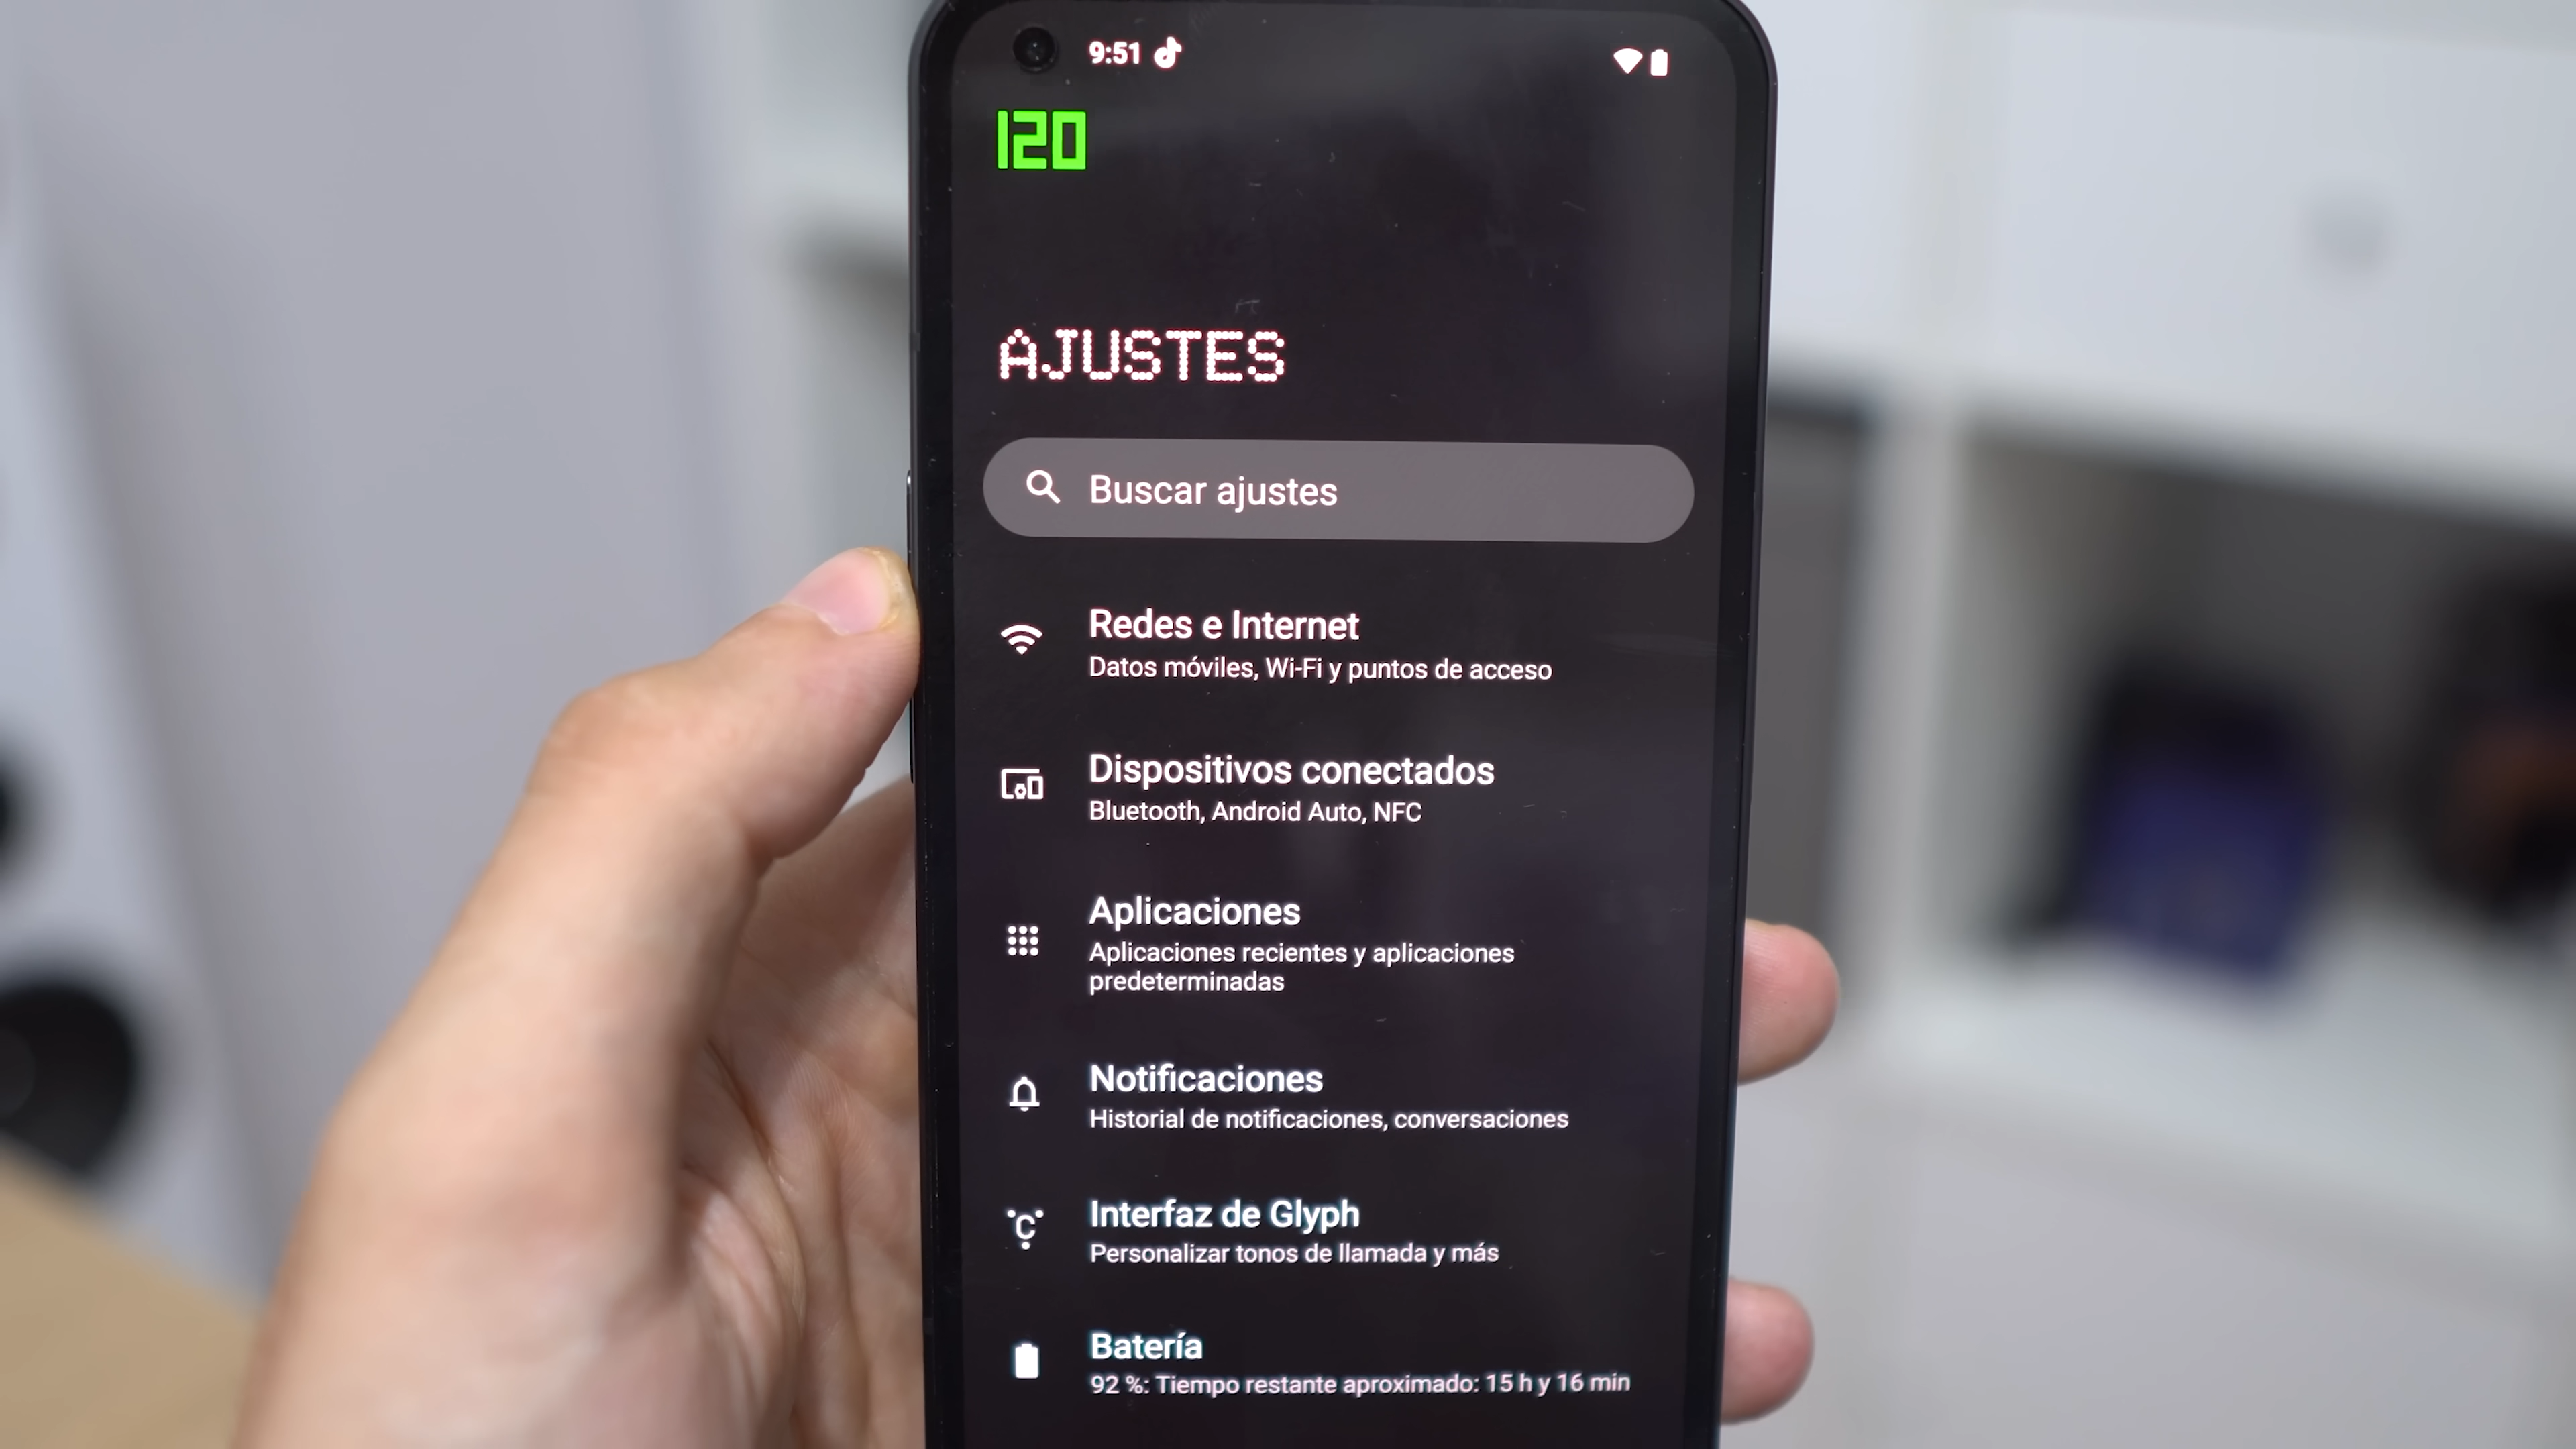 9:51
120
AJUSTES
Buscar ajustes
Redes e Internet
Datos móviles, Wi-Fi y puntos de acceso
Dispositivos conectados
Bluetooth, Android Auto, NFC
Aplicaciones
Aplicaciones recientes y aplicaciones
predeterminadas
Notificaciones
Historial de notificaciones, conversaciones
Interfaz de Glyph
Personalizar tonos de llamada y más
Batería
92 %: Tiempo restante aproximado: 15 h y 16 min